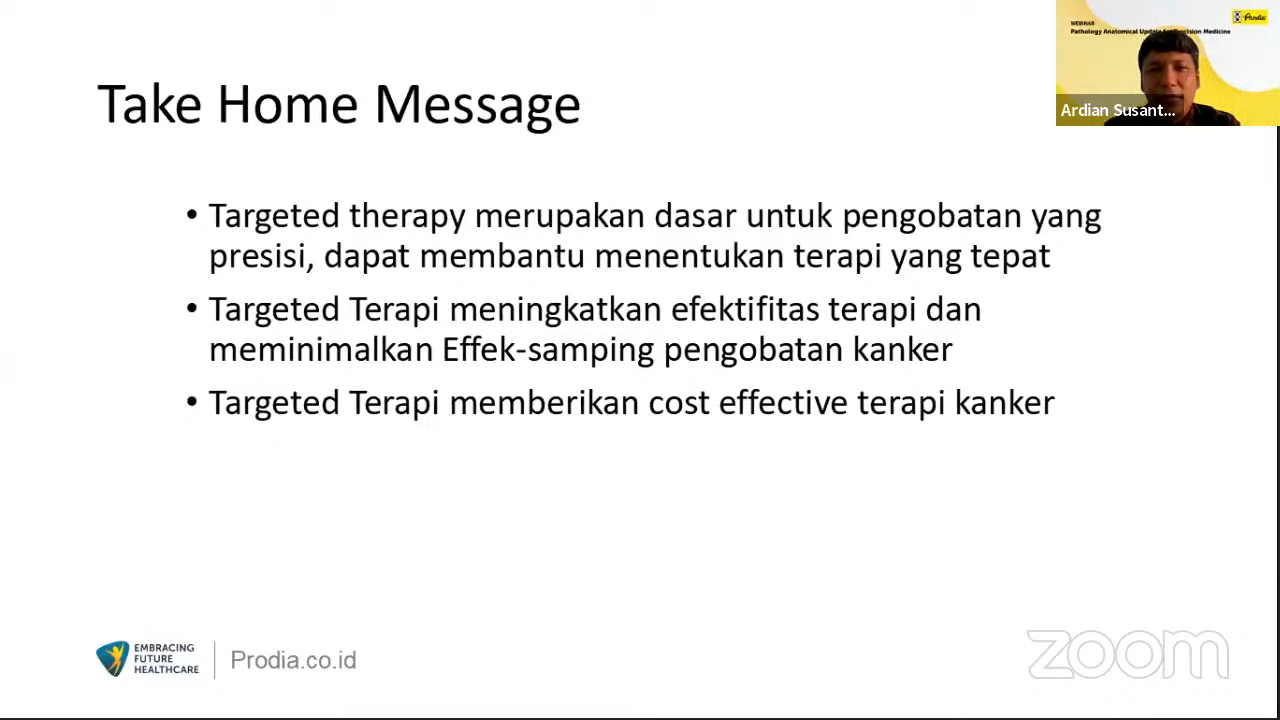 WEBINAR
Pathology Anatomical Update for Precision Medicine
Prodia
Ardian Susant...
Take Home Message
• Targeted therapy merupakan dasar untuk pengobatan yang
presisi, dapat membantu menentukan terapi yang tepat
• Targeted Terapi meningkatkan efektifitas terapi dan
meminimalkan Effek-samping pengobatan kanker
• Targeted Terapi memberikan cost effective terapi kanker
EMBRACING
FUTURE
HEALTHCARE
Prodia.co.id
zoom